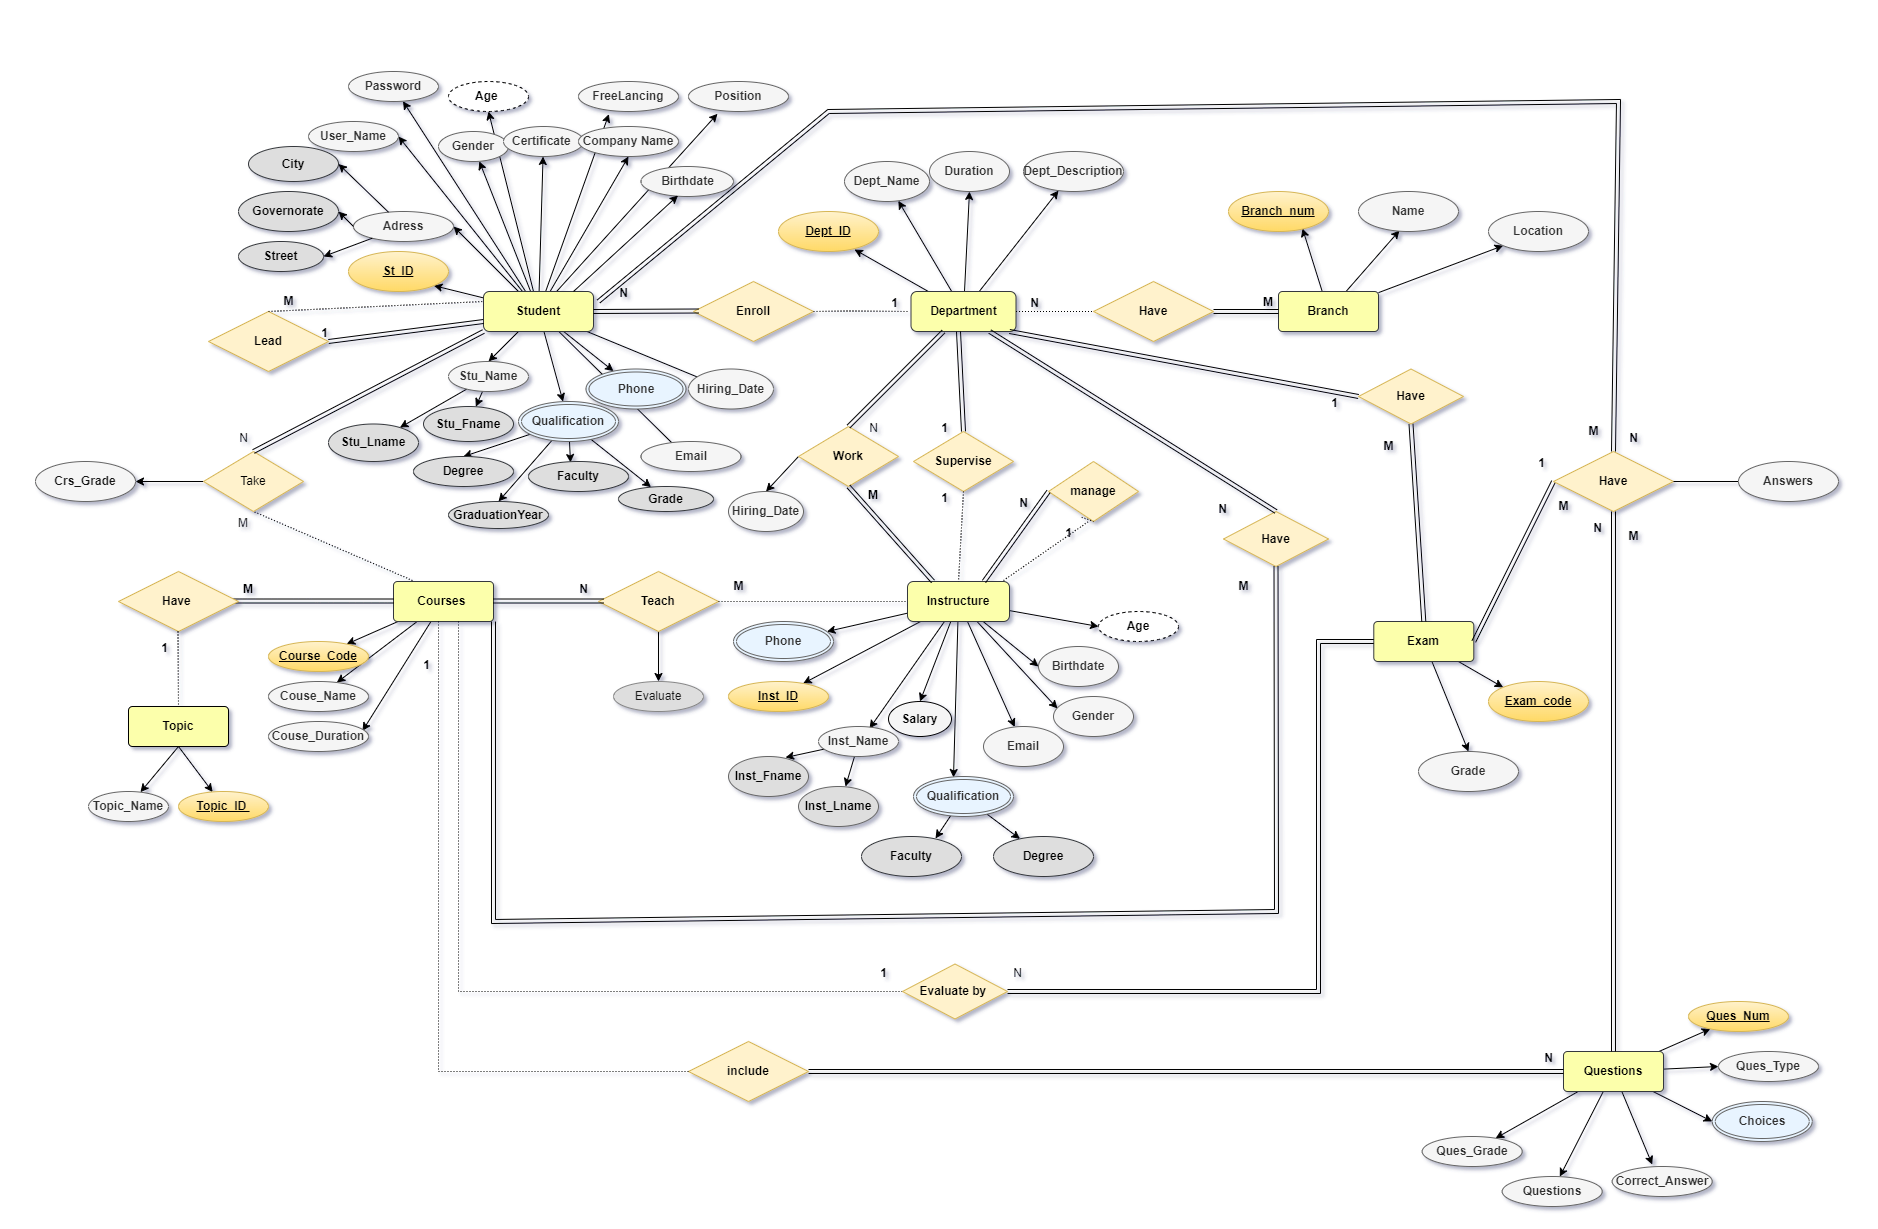 Password
Age
FreeLancing
Position
User_Name
Gender
Certificate
Company Name
City
Birthdate
Governorate
Adress
Street
St_ID
Dept_Name
Duration
Dept_Description
Dept_ID
Branch_num
Name
Location
M
N
1
N
M
Lead
1
Student
Enroll
Department
Have
Branch
Stu_Name
Phone
Hiring_Date
Stu_Lname
Stu_Fname
Qualification
Email
Degree
Faculty
Grade
GraduationYear
N
Crs_Grade
Take
M
N
Work
M
Hiring_Date
1
Supervise
1
manage
N
1
1
Have
M
N
Have
M
M
N
1
Have
M
N
M
Answers
Have
M
1
Courses
N
Teach
M
Instructure
Exam
Course_Code
Couse_Name
Couse_Duration
1
Evaluate
Phone
Inst_ID
Age
Birthdate
Gender
Email
Salary
Inst_Name
Inst_Fname
Inst_Lname
Qualification
Faculty
Degree
Exam_code
Grade
Topic
Topic_Name
Topic_ID
1
Evaluate by
N
include
N
Questions
Ques_Num
Ques_Type
Choices
Ques_Grade
Questions
Correct_Answer